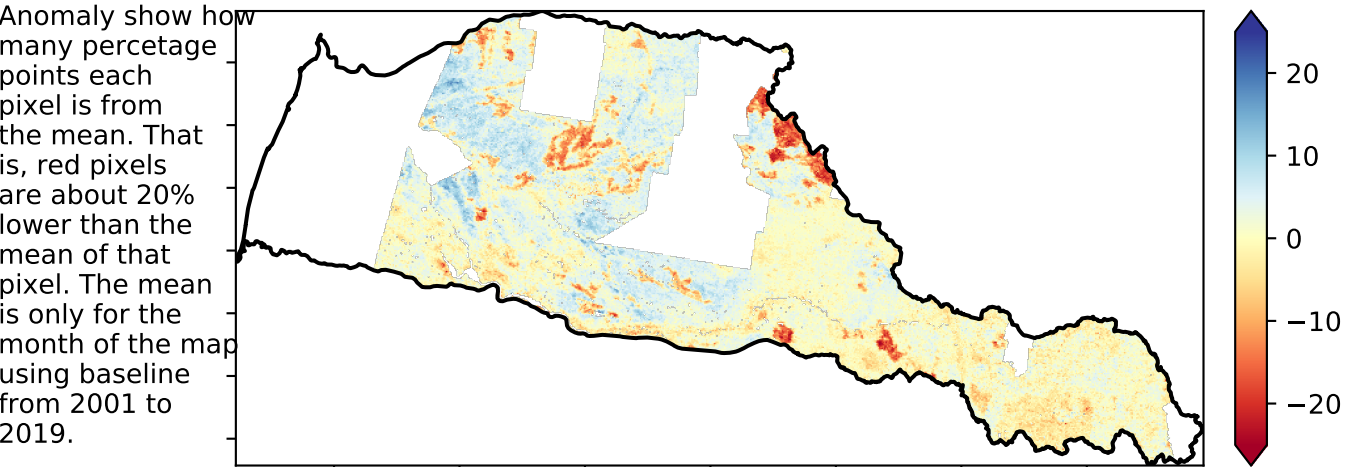 Anomaly show how
many percetage
points each
pixel is from
the mean. That
is, red pixels
are about 20%
lower than the
mean of that
pixel. The mean
is only for the
month of the map
using baseline
from 2001 to
2019.
20
10
0
−10
−20